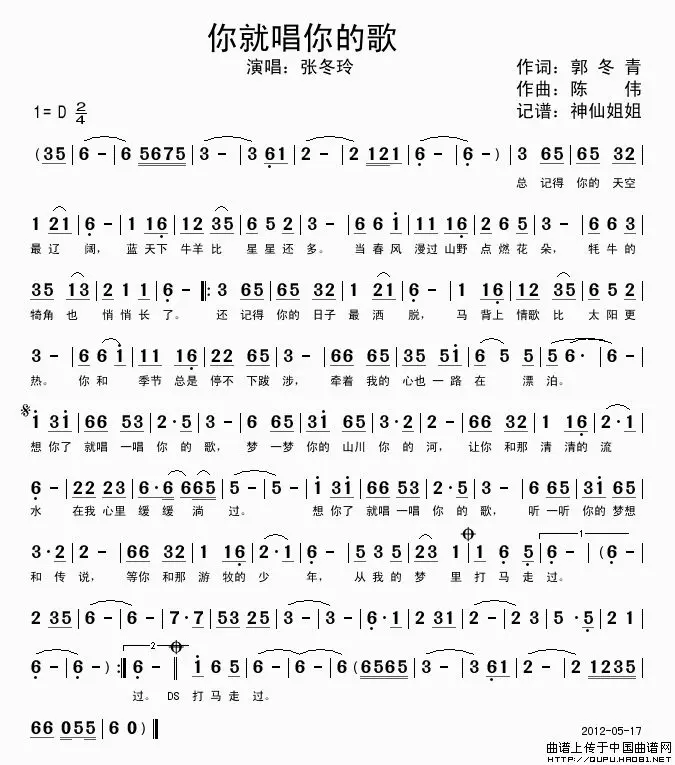 你就唱你的歌
演唱：张冬玲
作词：郭冬青
作曲：陈 伟
1= D 2/4
记谱：神仙姐姐
(35 | 6 - | 6 5675 | 3 - | 3 61 | 2 - | 2 121 | 6 - | 6 - ) | 3 65 | 65 32 |
总 记得 你的 天空
1 21 | 6 - | 1 16 | 12 35 | 6 5 2 | 3 - | 6 6 i | 11 16 | 2 6 5 | 3 - | 6 6 3 |
最 辽 阔， 蓝 天下 牛羊 比 星 星 还 多。 当 春 风 漫过 山野 点 燃 花 朵， 牦 牛 的
35 13 | 2 1 1 | 6 - ‖: 3 65 | 65 32 | 1 21 | 6 - | 1 16 | 12 35 | 6 5 2 |
犄角 也 悄 悄 长 了。 还 记得 你的 日子 最 洒 脱， 马 背上 情歌 比 太 阳 更
3 - | 6 6 i | 11 16 | 22 65 | 3 - | 66 65 | 35 5i | 6 5 | 5 6· | 6 - |
热。 你 和 季节 总是 停不 下跋 涉， 牵着 我的 心也 一 路 在 漂 泊。
i 3i | 66 53 | 2·5 | 3 - | 6 65 | 3i 65 | 3·2 | 2 - | 66 32 | 1 16 | 2·1 |
想 你了 就唱 一唱 你 的 歌， 梦 一梦 你的 山川 你 的 河， 让你 和那 清 清的 流
6 - | 22 23 | 6·6 665 | 5 - | 5 - | i 3i | 66 53 | 2·5 | 3 - | 6 65 | 3i 65 |
水 在我 心里 缓 缓 淌 过。 想 你了 就唱 一唱 你 的 歌， 听 一听 你的 梦想
3·2 | 2 - | 66 32 | 1 16 | 2·1 | 6 - | 5 3 5 | 23 1 | 1 6 5 | 6 - | (6 - |
1
和 传 说， 等你 和那 游 牧的 少 年， 从 我 的 梦 里 打 马 走 过。
2 35 | 6 - | 6 - | 7·7 | 53 25 | 3 - | 3 - | 6·1 | 2 31 | 2 - | 2 3 | 5·5 | 2 1 |
6 - | 6 - ) :‖ 6 - ‖ i 6 5 | 6 - | 6 - | 6 (6565 | 3 - | 3 61 | 2 - | 2 1235 |
2
过。 DS 打 马 走 过。
66 055 | 6 0 ) ‖
2012-05-17
曲谱上传于中国曲谱网
HTTP://QUPU.HAO81.NET